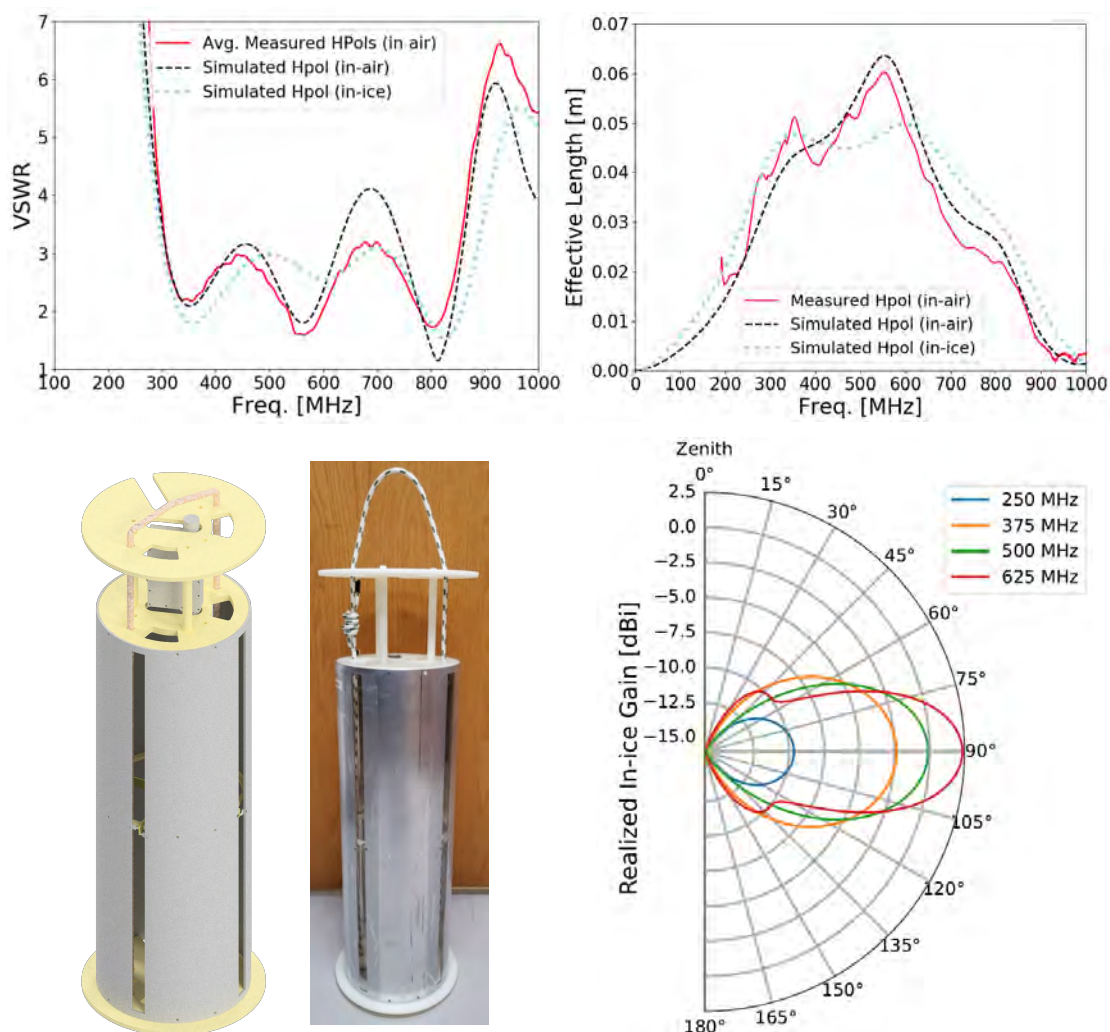 7
6
5
4
3
2
1
VSWR
Avg. Measured HPols (in air)
Simulated Hpol (in-air)
Simulated Hpol (in-ice)
100 200 300 400 500 600 700 800 900 1000
Freq. [MHz]
0.07
0.06
0.05
0.04
0.03
0.02
0.01
0.00
Effective Length [m]
Measured Hpol (in-air)
Simulated Hpol (in-air)
Simulated Hpol (in-ice)
0 100 200 300 400 500 600 700 800 900 1000
Freq. [MHz]
Zenith
0°
15°
30°
45°
60°
75°
90°
105°
120°
135°
150°
165°
180°
2.5
0.0
−2.5
−5.0
−7.5
−10.0
−12.5
−15.0
Realized In-ice Gain [dBi]
250 MHz
375 MHz
500 MHz
625 MHz